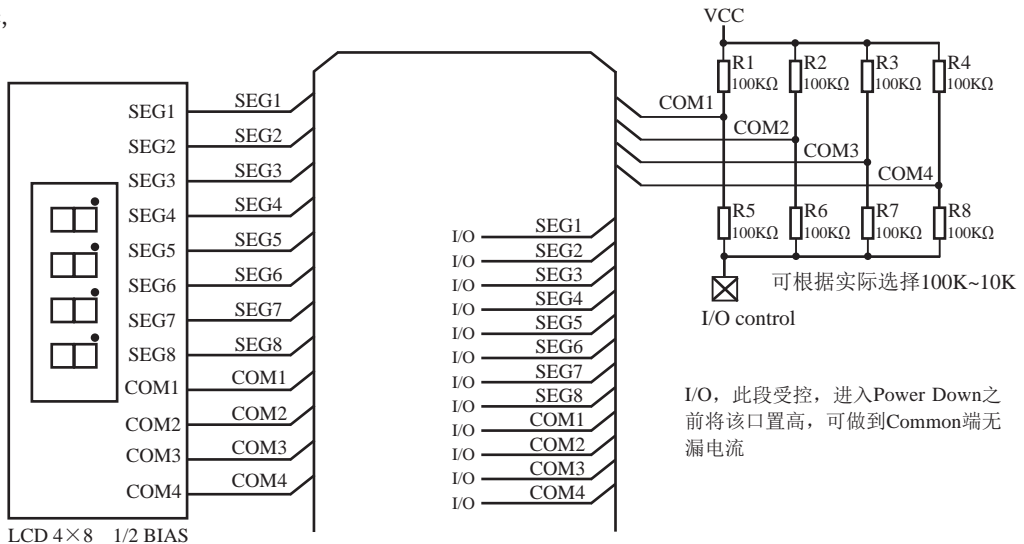 ,
VCC
R1
100KΩ
R2
100KΩ
R3
100KΩ
R4
100KΩ
COM1
COM2
COM3
COM4
R5
100KΩ
R6
100KΩ
R7
100KΩ
R8
100KΩ
可根据实际选择100K~10K
I/O control
I/O，此段受控，进入Power Down之
前将该口置高，可做到Common端无
漏电流
SEG1 SEG1
SEG2 SEG2
SEG3 SEG3
SEG4 SEG4
SEG5 SEG5
SEG6 SEG6
SEG7 SEG7
SEG8 SEG8
COM1 COM1
COM2 COM2
COM3 COM3
COM4 COM4
I/O SEG1
I/O SEG2
I/O SEG3
I/O SEG4
I/O SEG5
I/O SEG6
I/O SEG7
I/O SEG8
I/O COM1
I/O COM2
I/O COM3
I/O COM4
LCD 4×8 1/2 BIAS